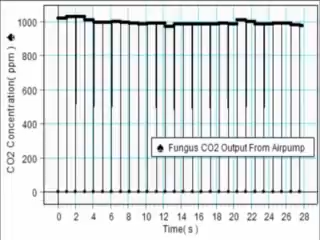 CO2 Concentration( ppm ) ♠
1000
800
600
400
200
0
♠ Fungus CO2 Output From Airpump
0 2 4 6 8 10 12 14 16 18 20 22 24 26 28
Time( s )